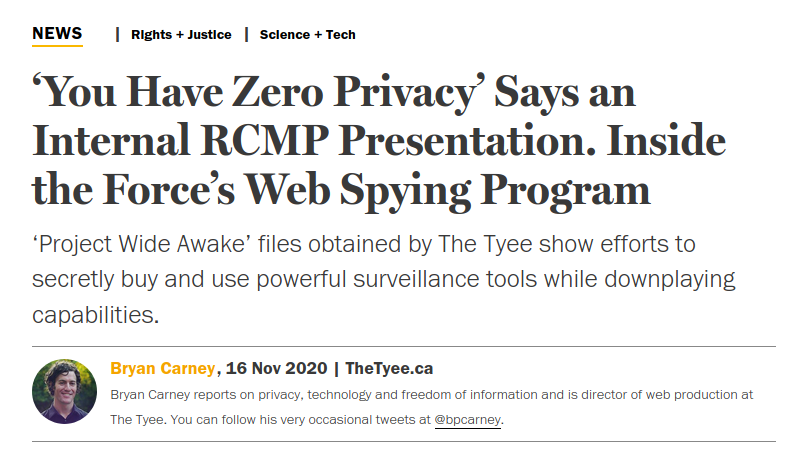 NEWS | Rights + Justice | Science + Tech
‘You Have Zero Privacy’ Says an
Internal RCMP Presentation. Inside
the Force’s Web Spying Program
‘Project Wide Awake’ files obtained by The Tyee show efforts to
secretly buy and use powerful surveillance tools while downplaying
capabilities.
Bryan Carney, 16 Nov 2020 | TheTyee.ca
Bryan Carney reports on privacy, technology and freedom of information and is director of web production at
The Tyee. You can follow his very occasional tweets at @bpcarney.